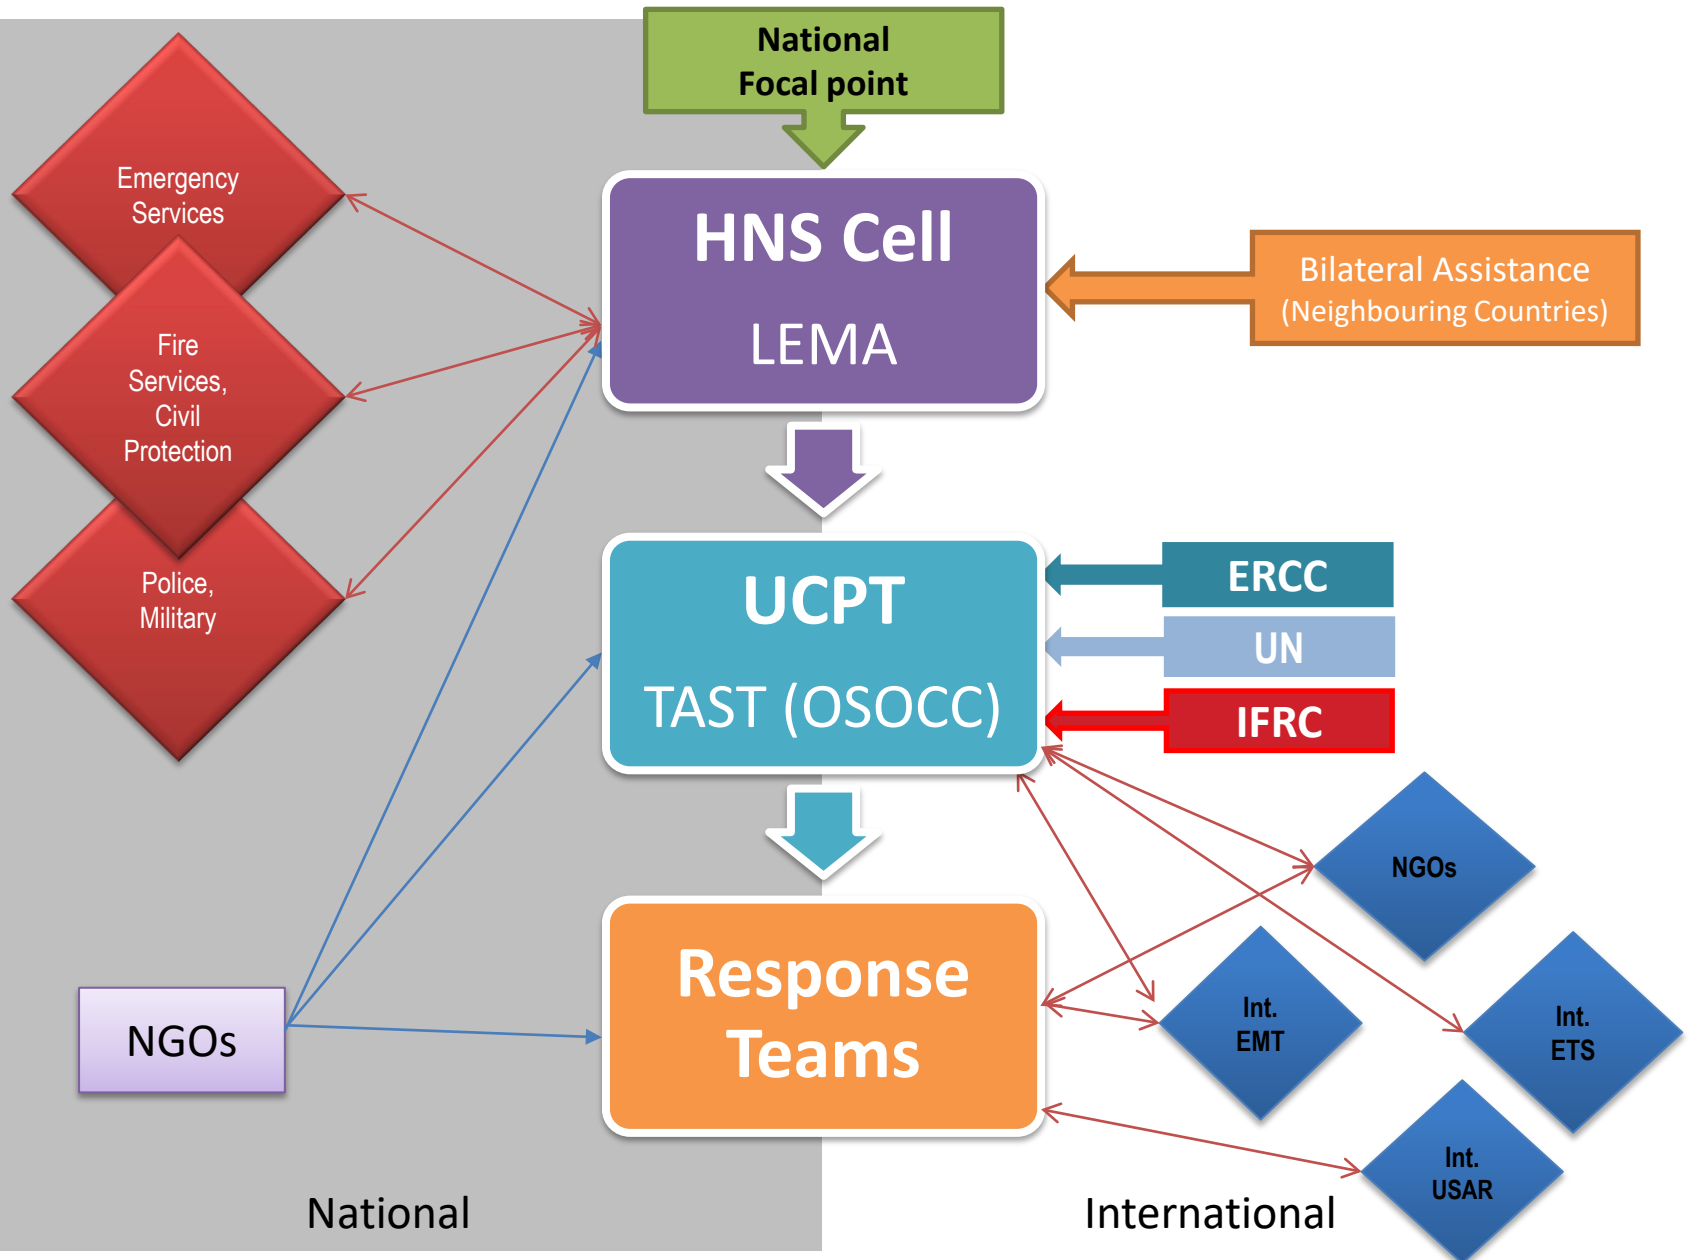 National
Focal point
Emergency
Services
HNS Cell
LEMA
Bilateral Assistance
(Neighbouring Countries)
Fire
Services,
Civil
Protection
Police,
Military
UCPT
TAST (OSOCC)
ERCC
UN
IFRC
NGOs
Response
Teams
NGOs
Int.
EMT
Int.
ETS
Int.
USAR
National
International